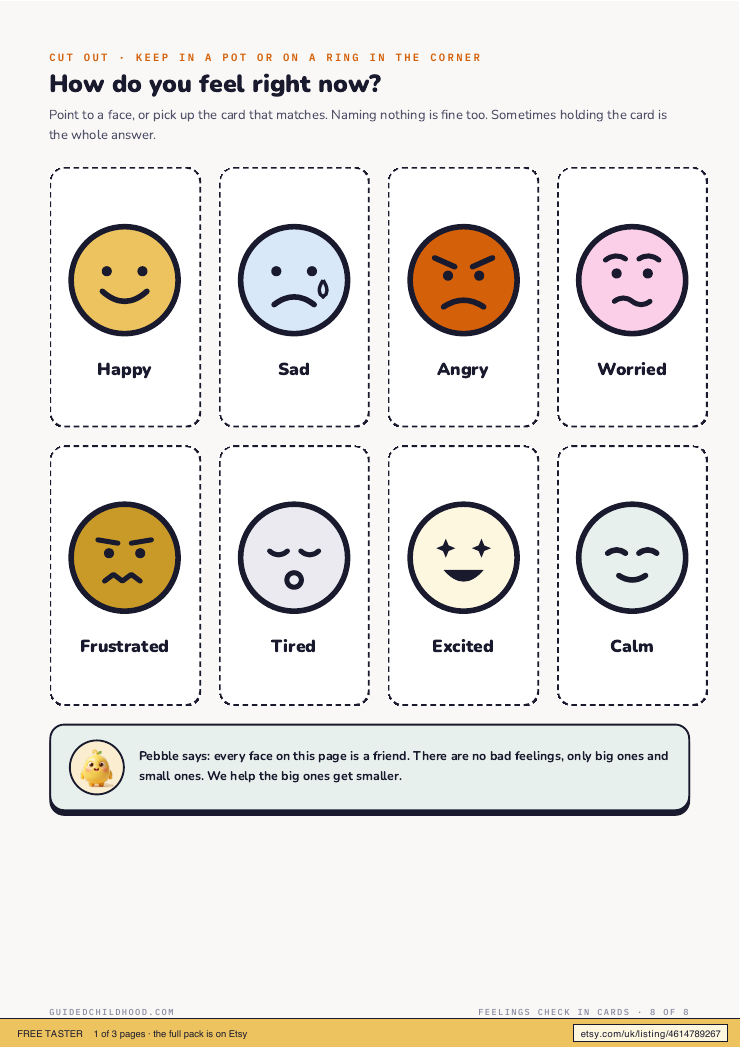 CUT OUT · KEEP IN A POT OR ON A RING IN THE CORNER
How do you feel right now?
Point to a face, or pick up the card that matches. Naming nothing is fine too. Sometimes holding the card is
the whole answer.
Happy
Sad
Angry
Worried
Frustrated
Tired
Excited
Calm
Pebble says: every face on this page is a friend. There are no bad feelings, only big ones and
small ones. We help the big ones get smaller.
GUIDEDCHILDHOOD.COM
FEELINGS CHECK IN CARDS · 8 OF 8
FREE TASTER 1 of 3 pages · the full pack is on Etsy
etsy.com/uk/listing/4614789267